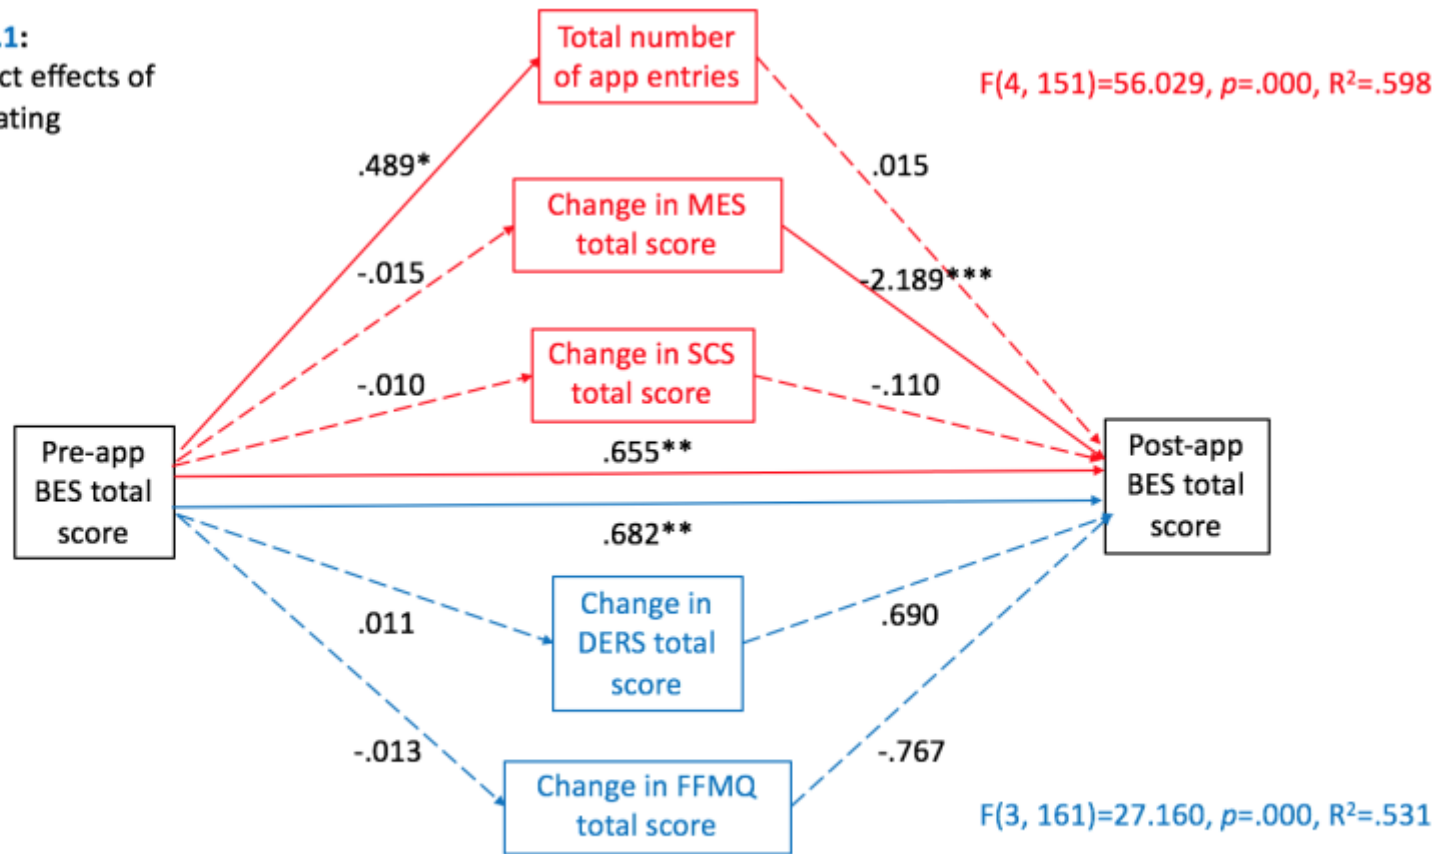 .1:
ct effects of
ating
Total number
of app entries
F(4, 151)=56.029, p=.000, R²=.598
.489*
.015
Change in MES
total score
-.015
-2.189***
Change in SCS
total score
-.010
-.110
Pre-app
BES total
score
.655**
Post-app
BES total
score
.682**
Change in
DERS total
score
.011
.690
-.013
-.767
Change in FFMQ
total score
F(3, 161)=27.160, p=.000, R²=.531